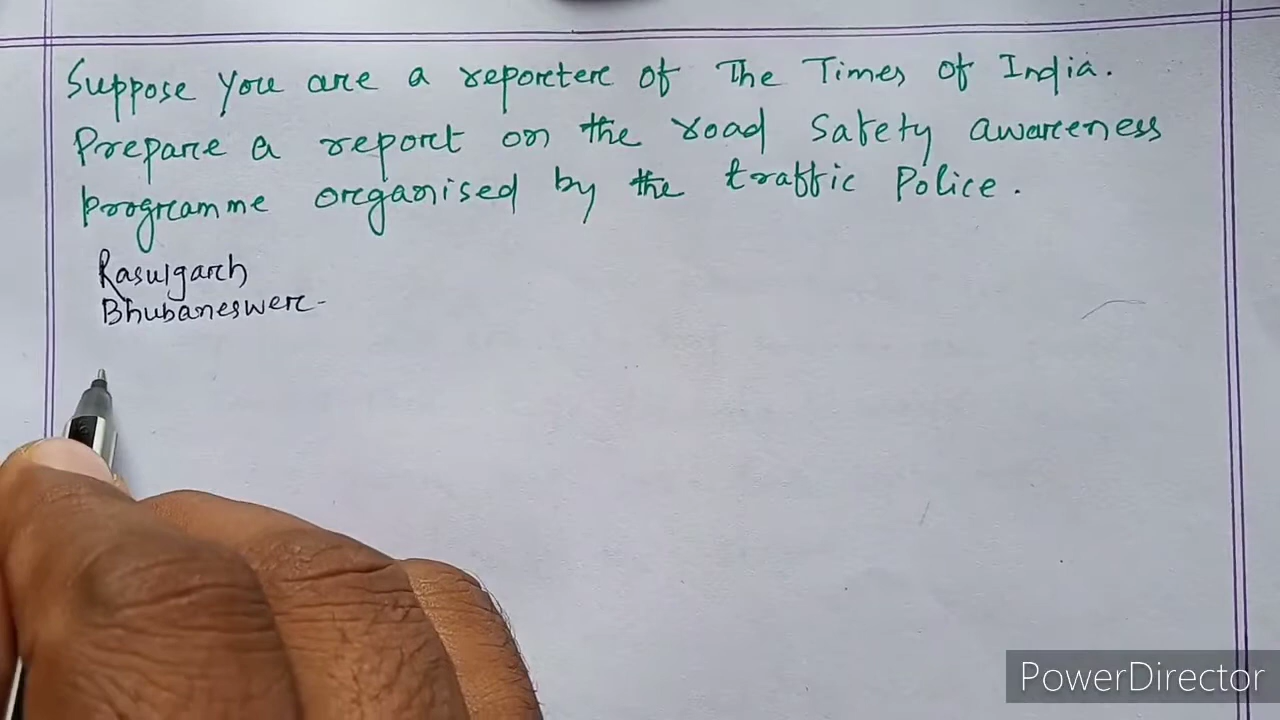 Suppose you are a reporter of The Times of India.
Prepare a report on the road safety awareness
programme organised by the traffic Police.
Rasulgarh
Bhubaneswer-
PowerDirector